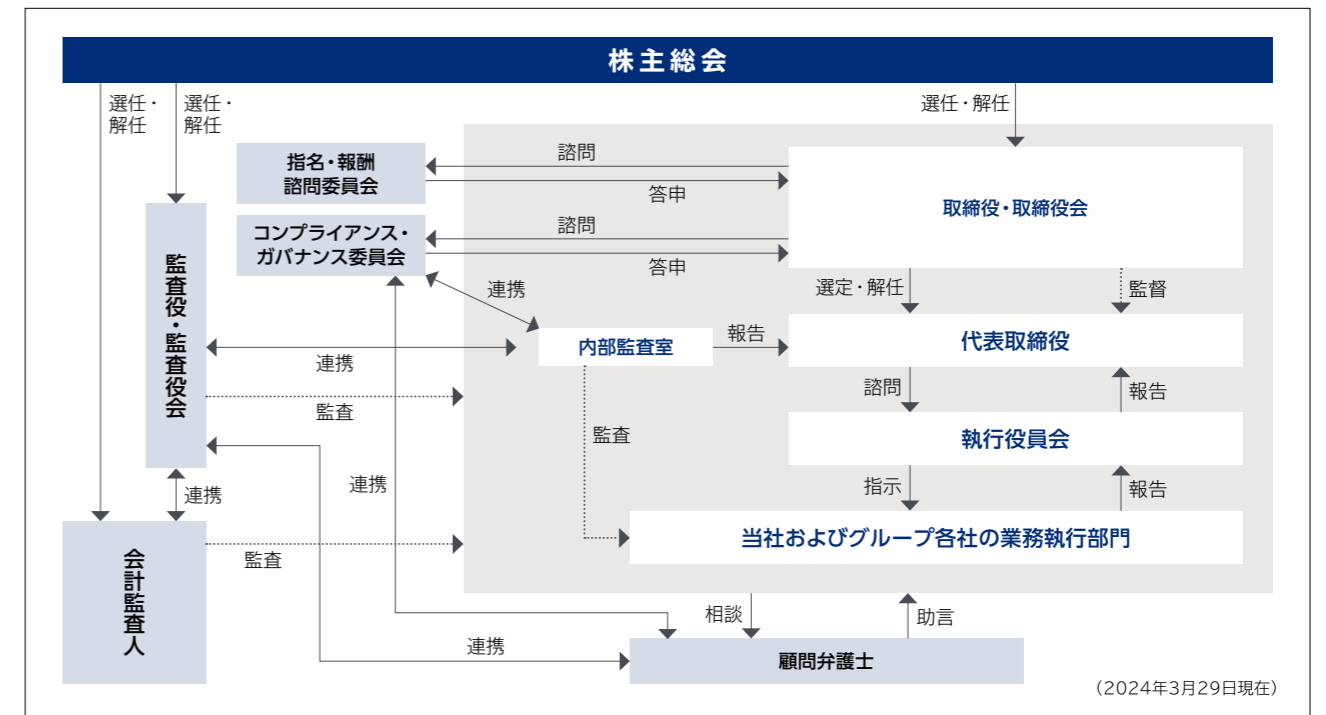 株主総会
選任・
解任
選任・
解任
選任・解任
指名・報酬
諮問委員会
諮問
答申
取締役・取締役会
コンプライアンス・
ガバナンス委員会
諮問
答申
監査役・監査役会
連携
選定・解任
監督
内部監査室
報告
代表取締役
連携
諮問
報告
監査
監査
執行役員会
連携
連携
指示
報告
当社およびグループ各社の業務執行部門
会計監査人
監査
相談
助言
連携
顧問弁護士
（2024年3月29日現在）